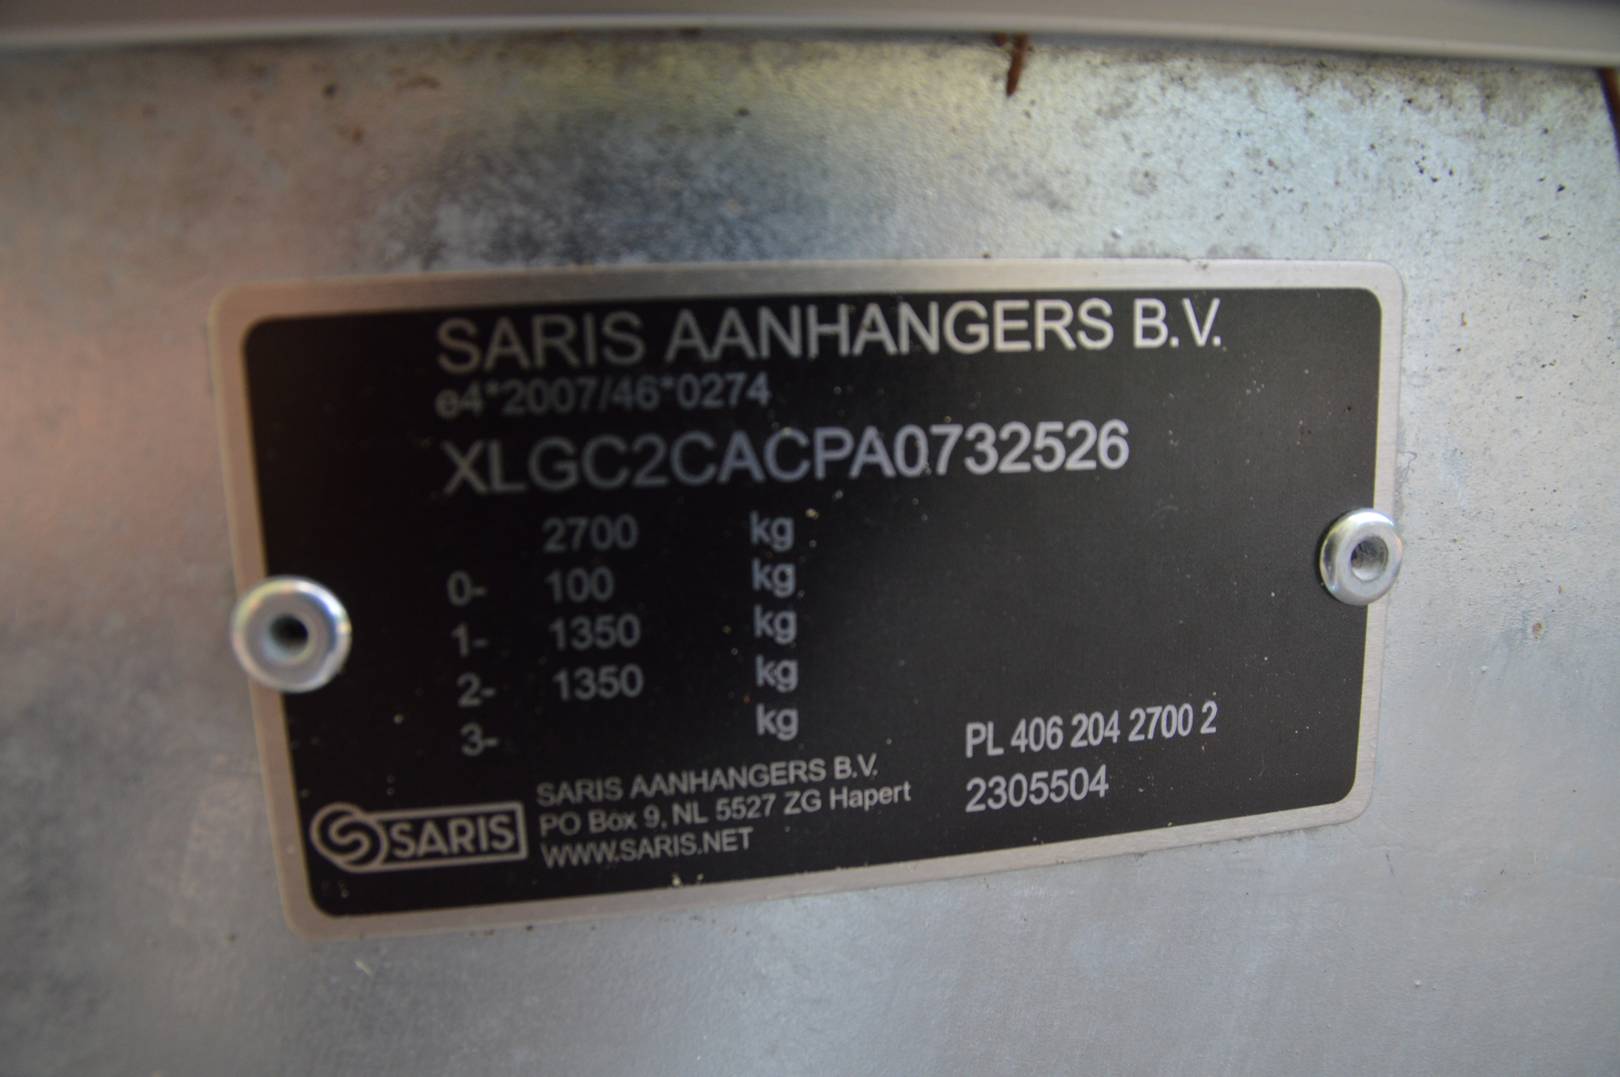 SARIS AANHANGERS B.V.
e4*2007/46*0274
XLGC2CACPA0732526
2700 kg
0- 100 kg
1- 1350 kg
2- 1350 kg
3- kg
PL 406 204 2700 2
2305504
SARIS
SARIS AANHANGERS B.V.
PO Box 9, NL 5527 ZG Hapert
WWW.SARIS.NET